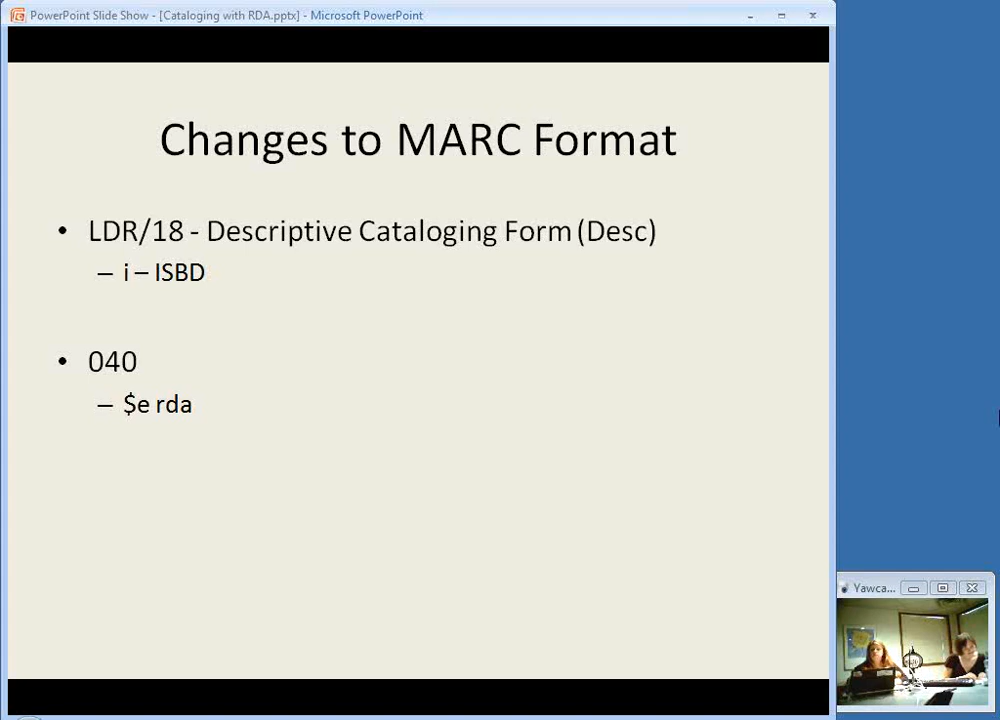 PowerPoint Slide Show - [Cataloging with RDA.pptx] - Microsoft PowerPoint
Changes to MARC Format
• LDR/18 - Descriptive Cataloging Form (Desc)
– i – ISBD
• 040
– $e rda
Yawca...